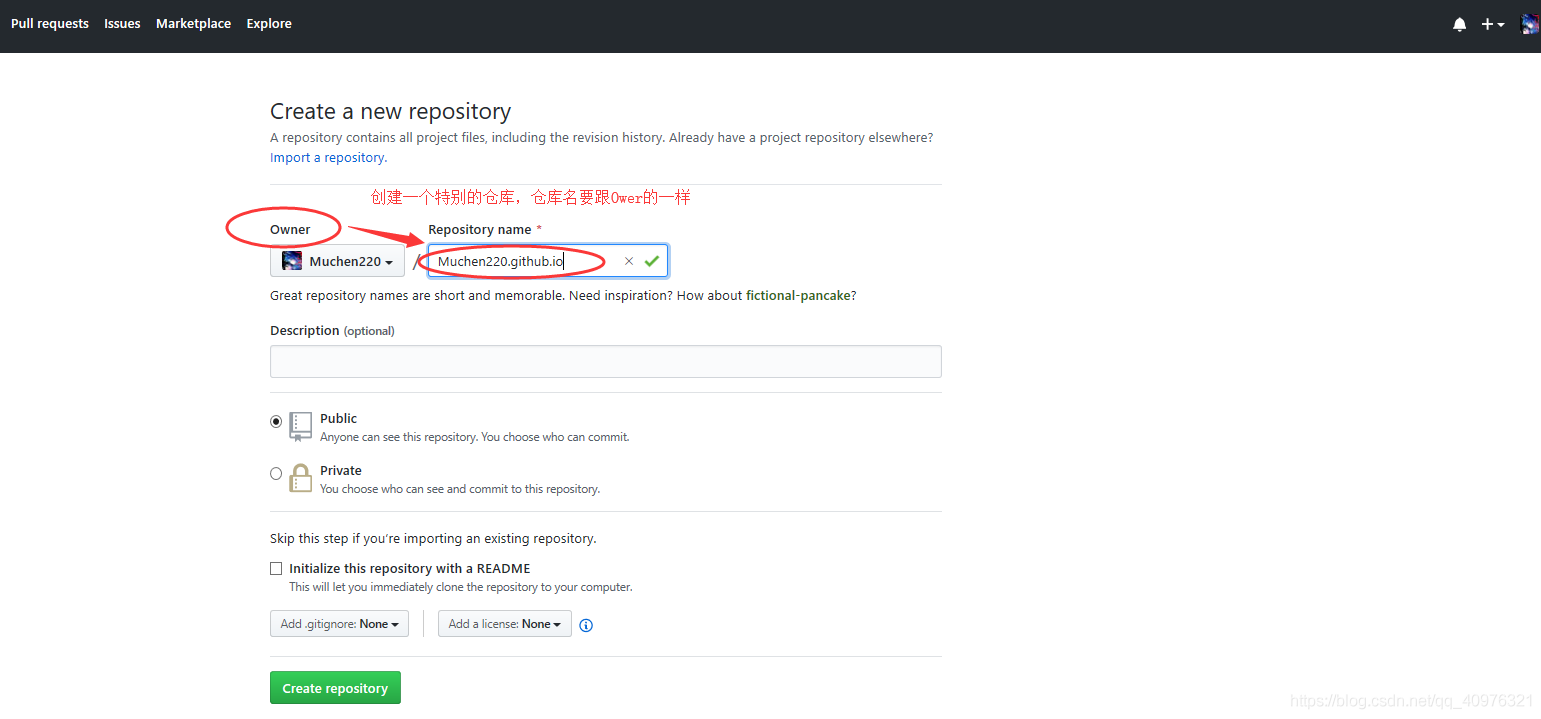 Pull requests Issues Marketplace Explore
Create a new repository
A repository contains all project files, including the revision history. Already have a project repository elsewhere?
Import a repository.
创建一个特别的仓库，仓库名要跟Ower的一样
Owner Repository name *
Muchen220 / Muchen220.github.io
Great repository names are short and memorable. Need inspiration? How about fictional-pancake?
Description (optional)
Public
Anyone can see this repository. You choose who can commit.
Private
You choose who can see and commit to this repository.
Skip this step if you’re importing an existing repository.
Initialize this repository with a README
This will let you immediately clone the repository to your computer.
Add .gitignore: None Add a license: None
Create repository
https://blog.csdn.net/qq_40976321